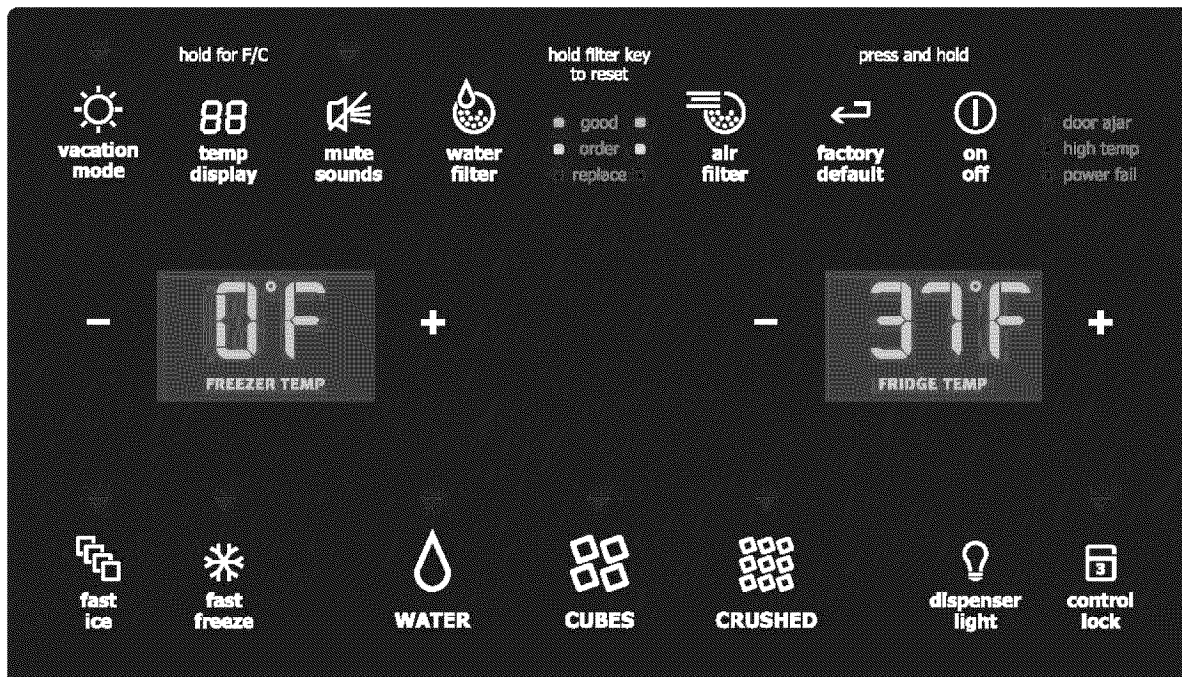 hold for F/C
hold filter key
to reset
press and hold
vacation
mode
88
temp
display
mute
sounds
water
filter
good
order
replace
air
filter
factory
default
on
off
door ajar
high temp
power fail
-
0°F
FREEZER TEMP
+
-
37°F
FRIDGE TEMP
+
fast
ice
fast
freeze
WATER
CUBES
CRUSHED
dispenser
light
3
control
lock